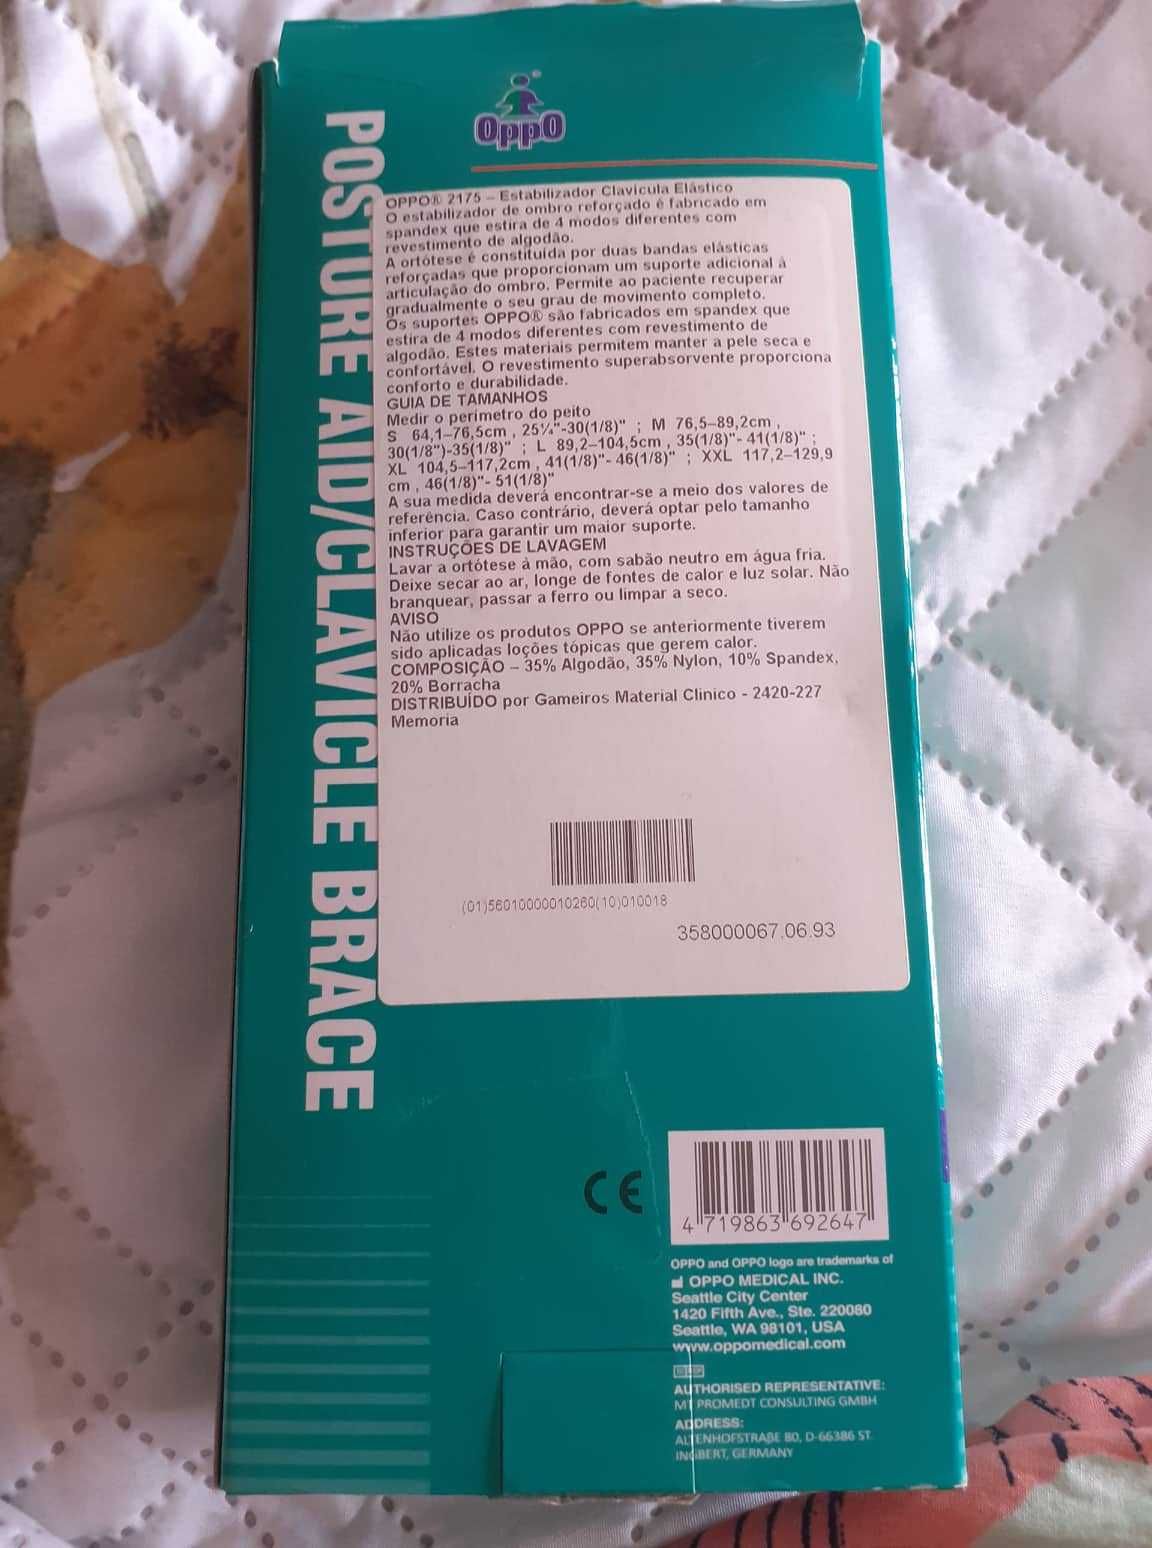 OppO
POSTURE AID/CLAVICLE BRACE
OPPO® 2175 – Estabilizador Clavícula Elástico
O estabilizador de ombro reforçado é fabricado em
spandex que estira de 4 modos diferentes com
revestimento de algodão.
A ortótese é constituída por duas bandas elásticas
reforçadas que proporcionam um suporte adicional à
articulação do ombro. Permite ao paciente recuperar
gradualmente o seu grau de movimento completo.
Os suportes OPPO® são fabricados em spandex que
estira de 4 modos diferentes com revestimento de
algodão. Estes materiais permitem manter a pele seca e
confortável. O revestimento superabsorvente proporciona
conforto e durabilidade.
GUIA DE TAMANHOS
Medir o perímetro do peito
S 64,1–76,5cm , 25¼"-30(1/8)" ; M 76,5–89,2cm ,
30(1/8")-35(1/8)" ; L 89,2–104,5cm , 35(1/8)"- 41(1/8)" ;
XL 104,5–117,2cm , 41(1/8)"- 46(1/8)" ; XXL 117,2–129,9
cm , 46(1/8)"- 51(1/8)"
A sua medida deverá encontrar-se a meio dos valores de
referência. Caso contrário, deverá optar pelo tamanho
inferior para garantir um maior suporte.
INSTRUÇÕES DE LAVAGEM
Lavar a ortótese à mão, com sabão neutro em água fria.
Deixe secar ao ar, longe de fontes de calor e luz solar. Não
branquear, passar a ferro ou limpar a seco.
AVISO
Não utilize os produtos OPPO se anteriormente tiverem
sido aplicadas loções tópicas que gerem calor.
COMPOSIÇÃO – 35% Algodão, 35% Nylon, 10% Spandex,
20% Borracha
DISTRIBUÍDO por Gameiros Material Clinico - 2420-227
Memoria
(01)56010000010260(10)010018
358000067.06.93
CE
4 719863 692647
OPPO and OPPO logo are trademarks of
OPPO MEDICAL INC.
Seattle City Center
1420 Fifth Ave., Ste. 220080
Seattle, WA 98101, USA
www.oppomedical.com
AUTHORISED REPRESENTATIVE:
MT PROMEDT CONSULTING GMBH
ADDRESS:
ALTENHOFSTRAßE 80, D-66386 ST.
INGBERT, GERMANY